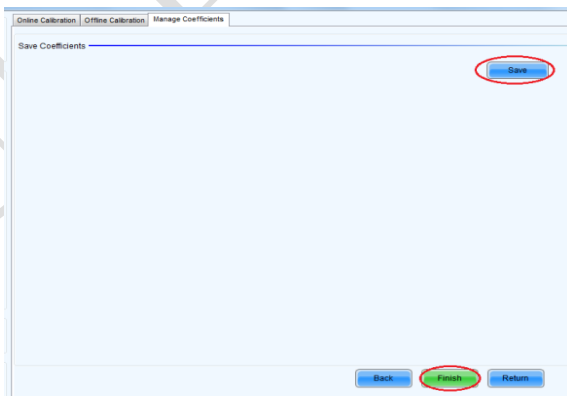 Online Calibration Offline Calibration Manage Coefficients
Save Coefficients
Save
Back Finish Return